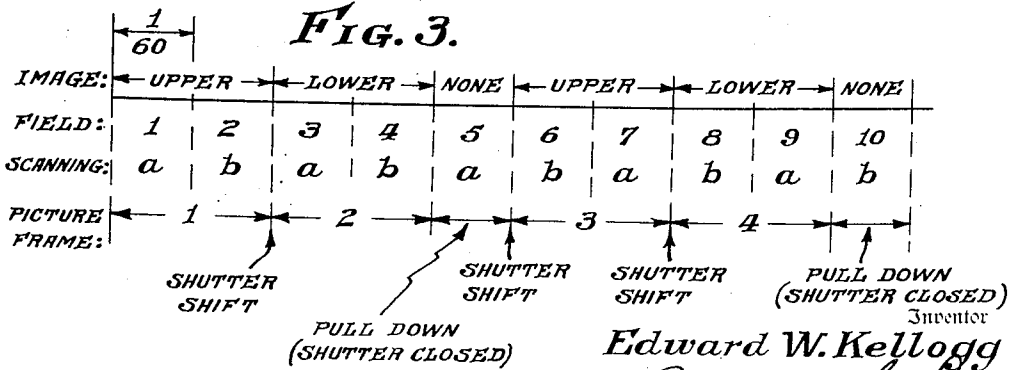 1
60
FIG. 3.
IMAGE: UPPER LOWER NONE UPPER LOWER NONE
FIELD: 1 2 3 4 5 6 7 8 9 10
SCANNING: a b a b a b a b a b
PICTURE FRAME: 1 2 3 4
SHUTTER SHIFT
PULL DOWN (SHUTTER CLOSED)
SHUTTER SHIFT
SHUTTER SHIFT
PULL DOWN (SHUTTER CLOSED)
Inventor
Edward W. Kellogg